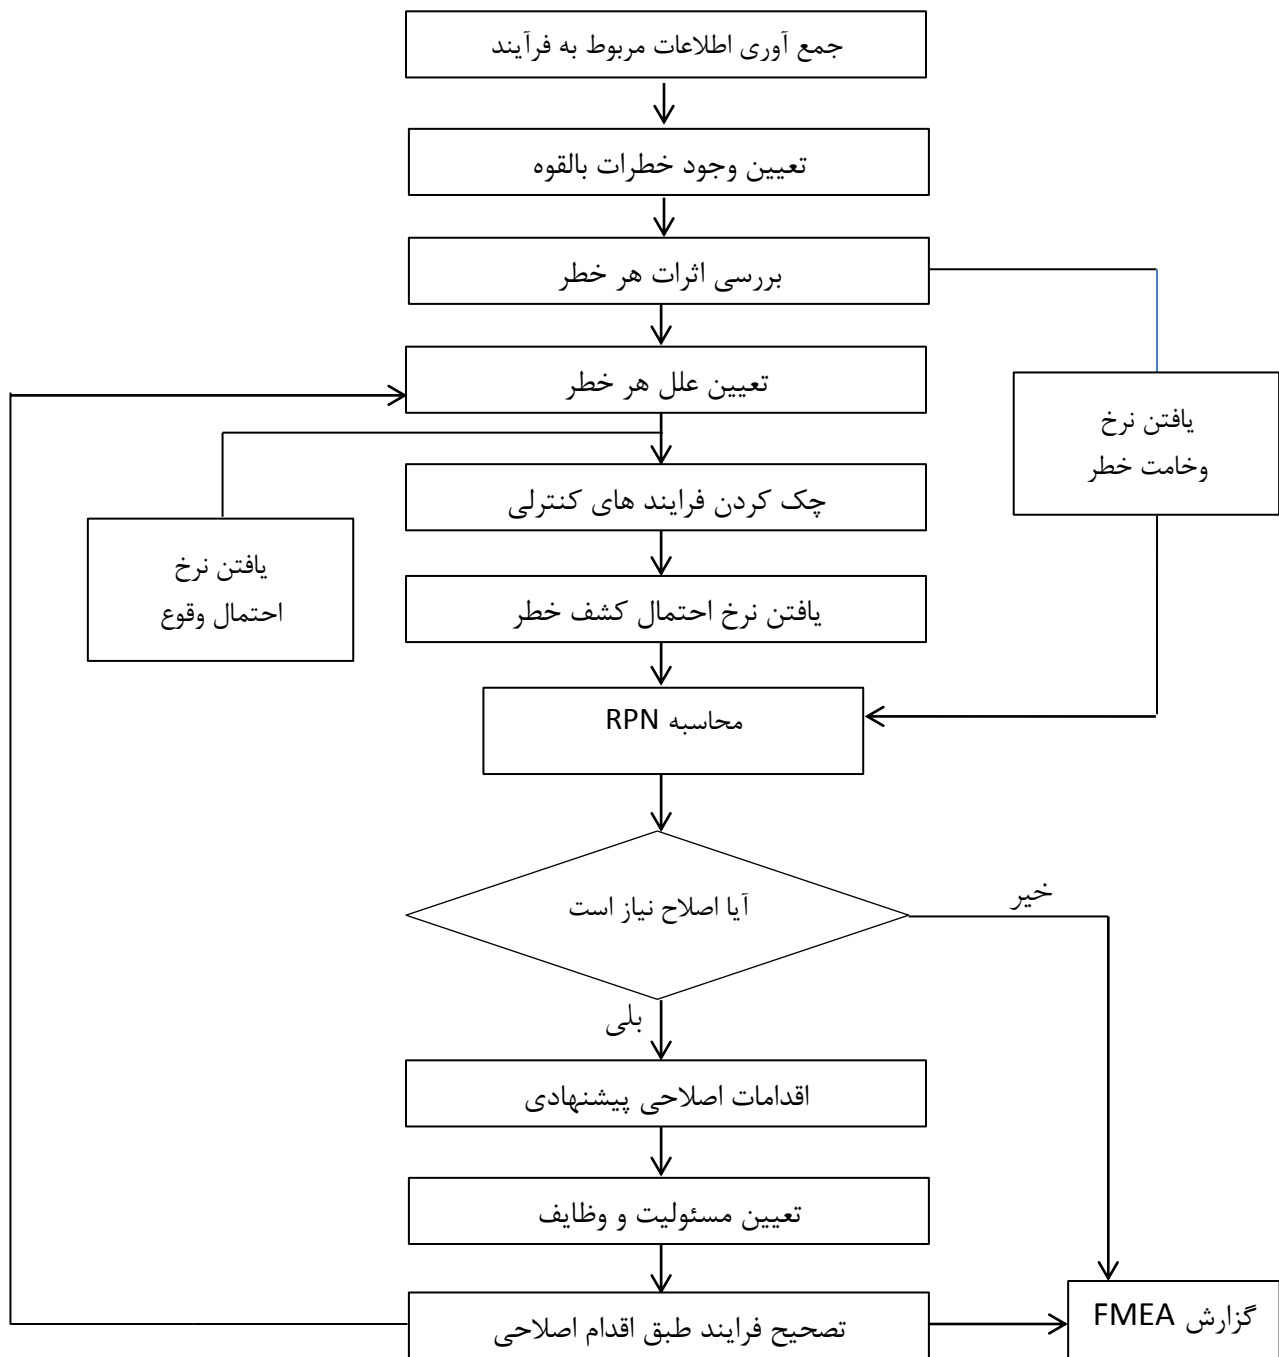 جمع آوری اطلاعات مربوط به فرآیند
تعیین وجود خطرات بالقوه
بررسی اثرات هر خطر
تعیین علل هر خطر
یافتن نرخ
وخامت خطر
چک کردن فرایند های کنترلی
یافتن نرخ
احتمال وقوع
یافتن نرخ احتمال کشف خطر
محاسبه RPN
آیا اصلاح نیاز است
خیر
بلی
اقدامات اصلاحی پیشنهادی
تعیین مسئولیت و وظایف
تصحیح فرایند طبق اقدام اصلاحی
گزارش FMEA